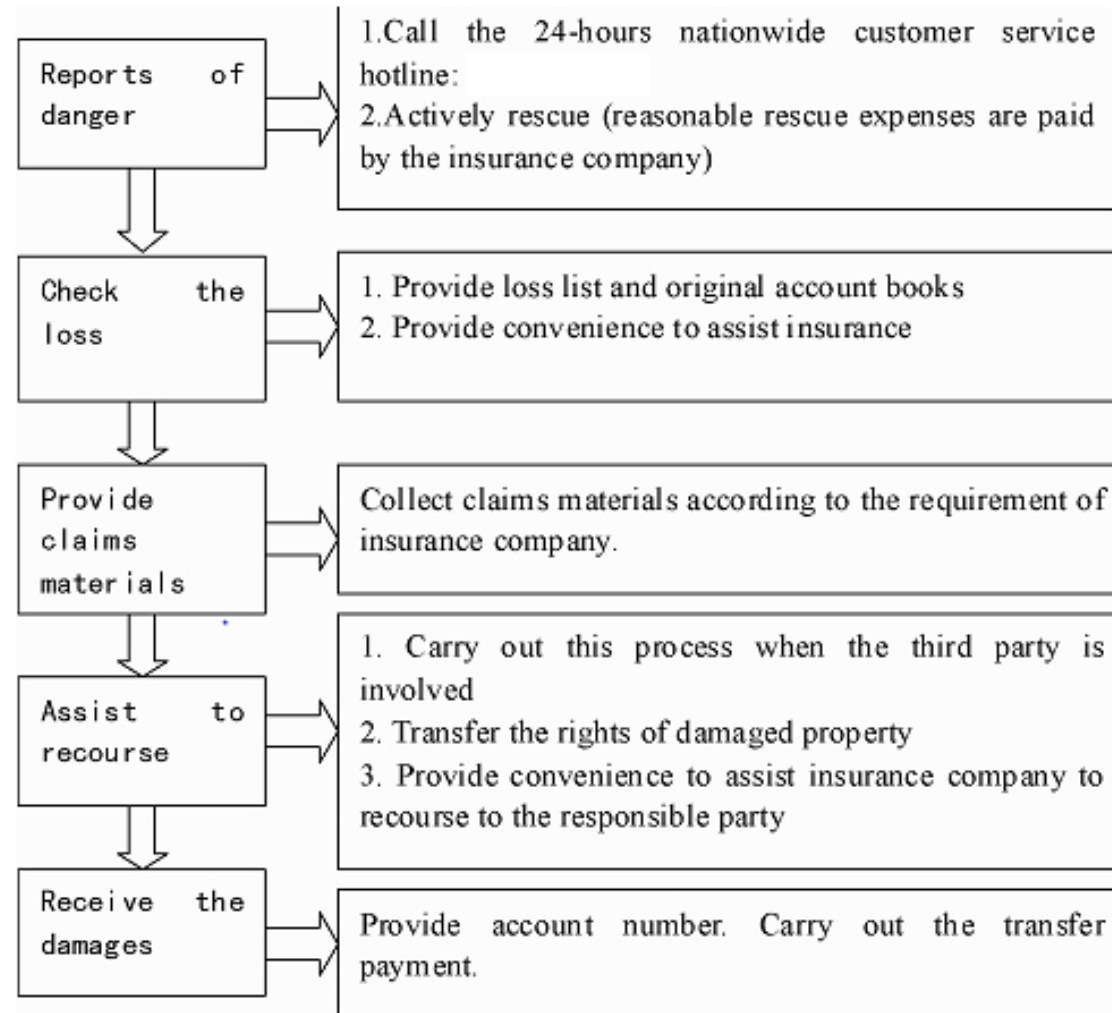 Reports of
danger
1.Call the 24-hours nationwide customer service
hotline:
2.Actively rescue (reasonable rescue expenses are paid
by the insurance company)
Check the
loss
1. Provide loss list and original account books
2. Provide convenience to assist insurance
Provide
claims
materials
Collect claims materials according to the requirement of
insurance company.
Assist to
recourse
1. Carry out this process when the third party is
involved
2. Transfer the rights of damaged property
3. Provide convenience to assist insurance company to
recourse to the responsible party
Receive the
damages
Provide account number. Carry out the transfer
payment.